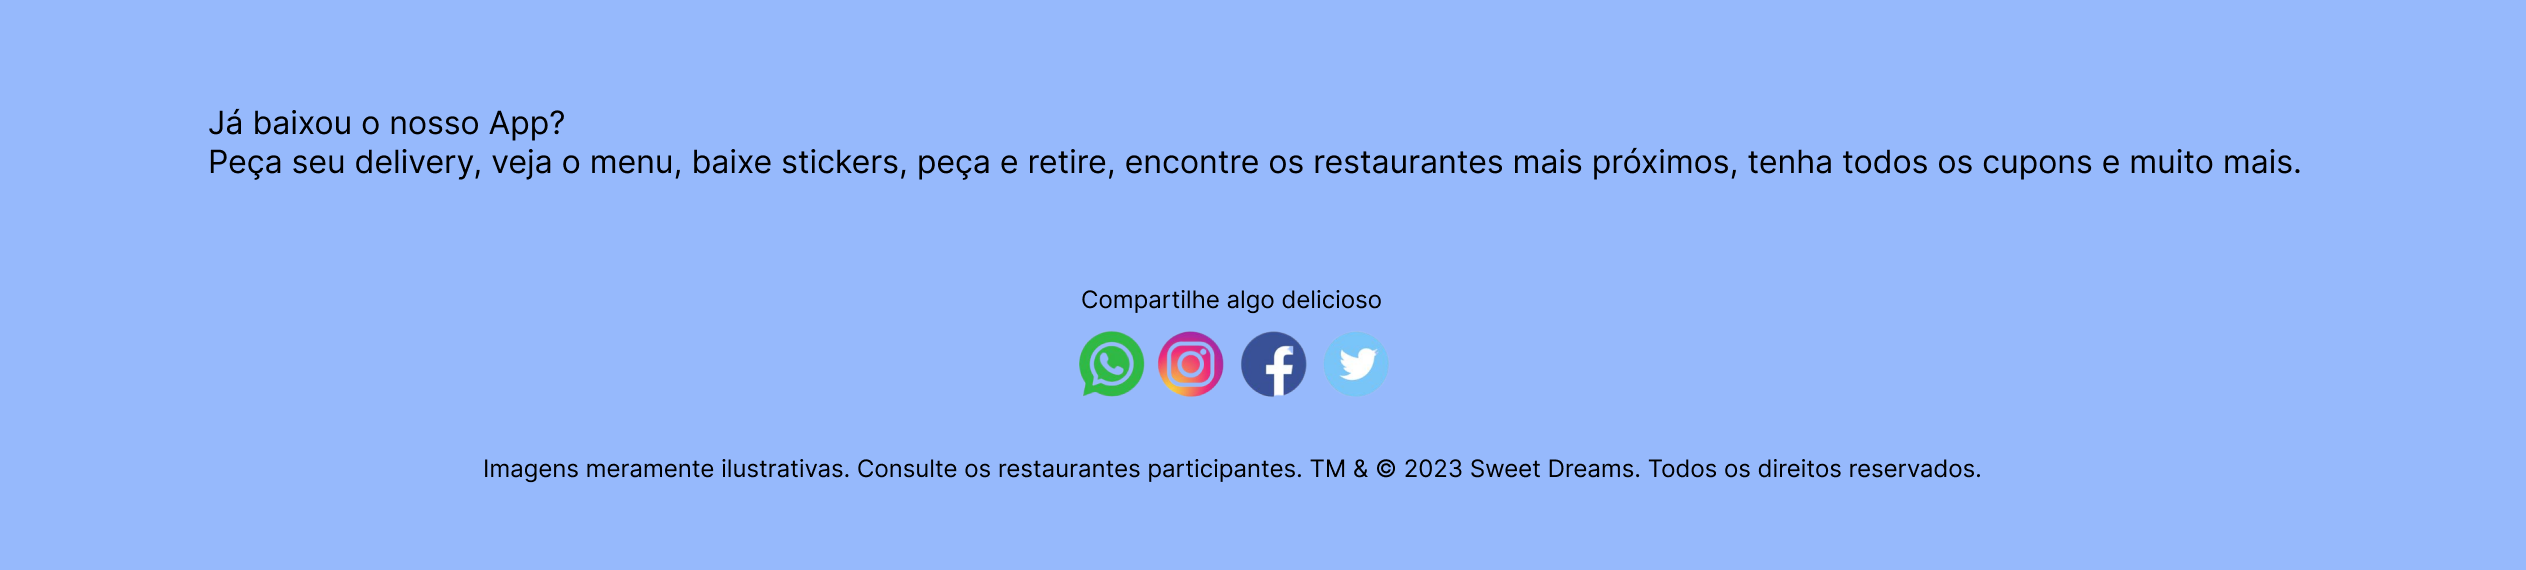 Já baixou o nosso App?
Peça seu delivery, veja o menu, baixe stickers, peça e retire, encontre os restaurantes mais próximos, tenha todos os cupons e muito mais.
Compartilhe algo delicioso
Imagens meramente ilustrativas. Consulte os restaurantes participantes. TM & © 2023 Sweet Dreams. Todos os direitos reservados.